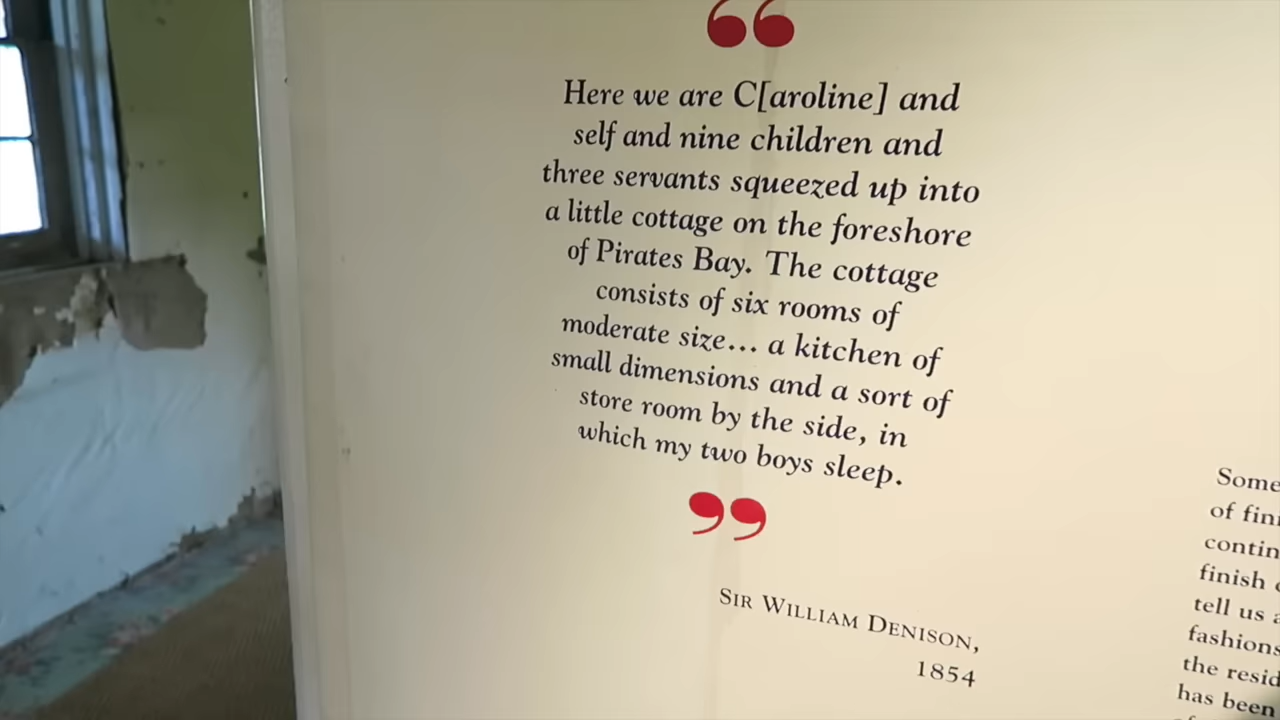 “
Here we are C[aroline] and
self and nine children and
three servants squeezed up into
a little cottage on the foreshore
of Pirates Bay. The cottage
consists of six rooms of
moderate size... a kitchen of
small dimensions and a sort of
store room by the side, in
which my two boys sleep.
”
SIR WILLIAM DENISON,
1854
Some
of
contin
finish
tell us
fashions
the resid
has been